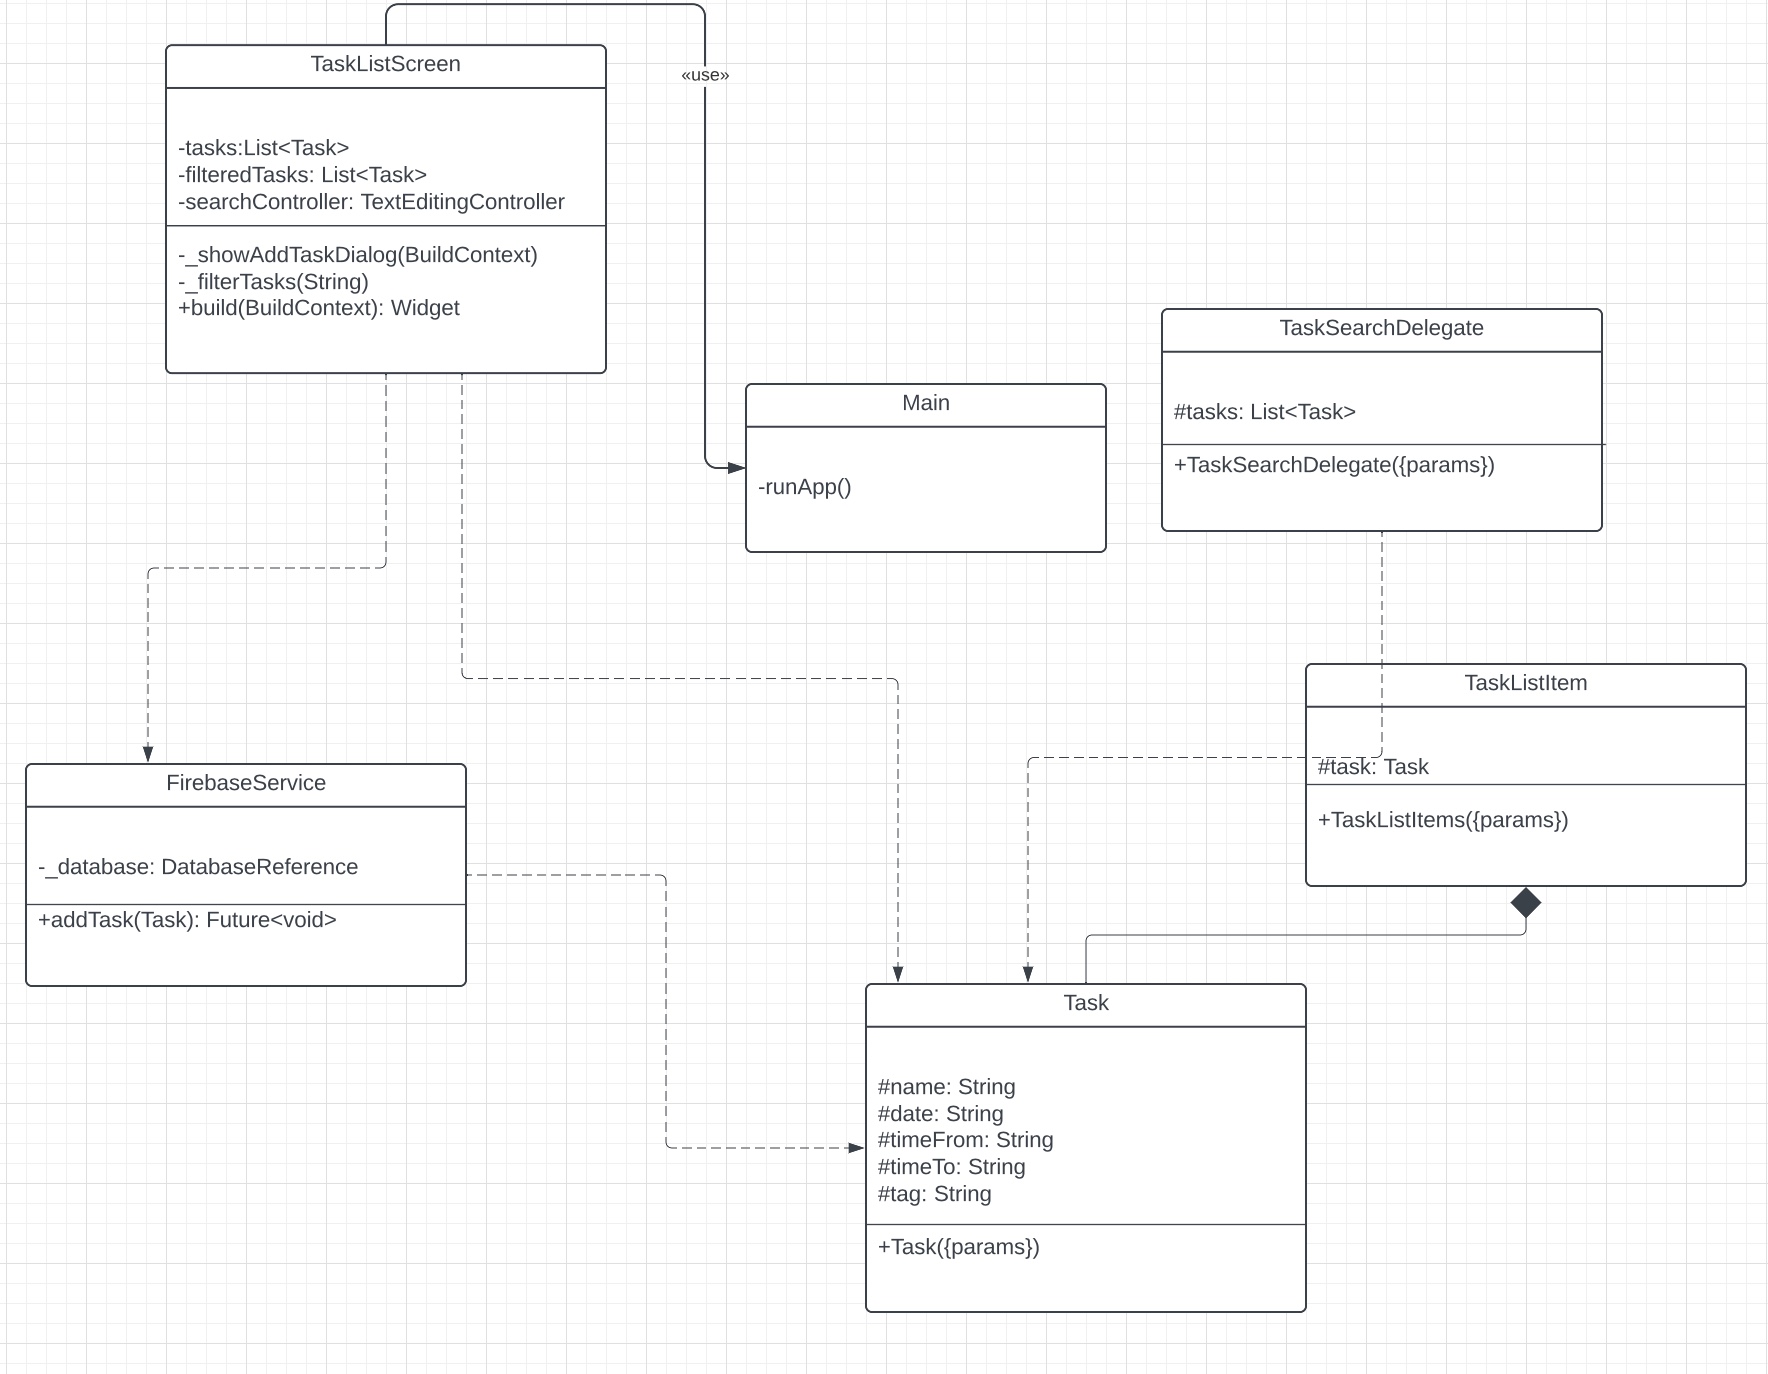 TaskListScreen
-tasks:List<Task>
-filteredTasks: List<Task>
-searchController: TextEditingController
-_showAddTaskDialog(BuildContext)
-_filterTasks(String)
+build(BuildContext): Widget
«use»
Main
-runApp()
TaskSearchDelegate
#tasks: List<Task>
+TaskSearchDelegate({params})
TaskListItem
#task: Task
+TaskListItems({params})
FirebaseService
-_database: DatabaseReference
+addTask(Task): Future<void>
Task
#name: String
#date: String
#timeFrom: String
#timeTo: String
#tag: String
+Task({params})